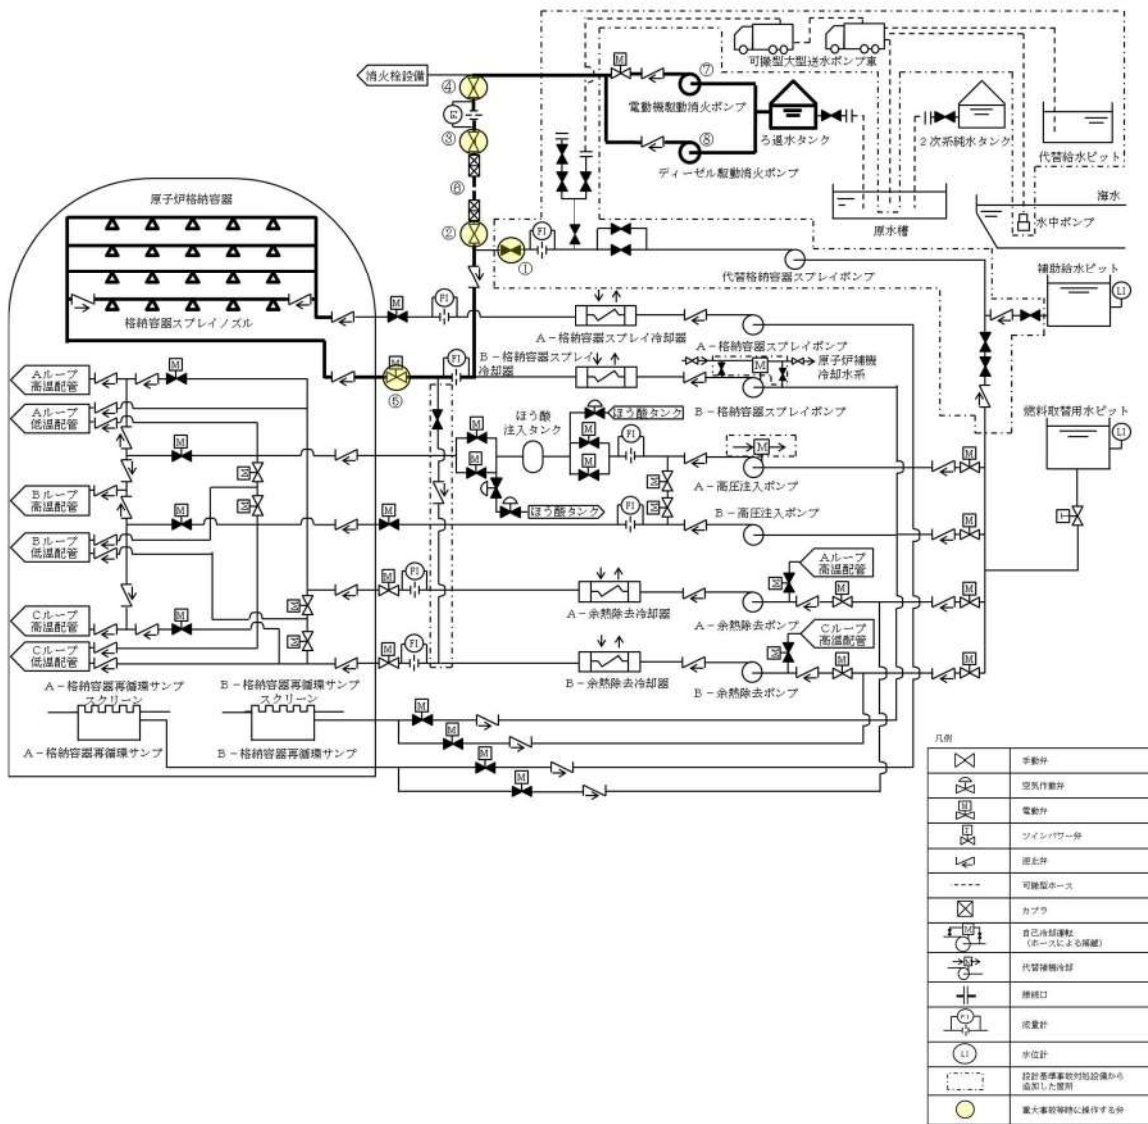 消火栓設備
④
M
⑦
電動機駆動消火ポンプ
⑧
ディーゼル駆動消火ポンプ
ろ過水タンク
可搬型大型送水ポンプ車
2次系純水タンク
代替給水ピット
原水槽
海水
水中ポンプ
③
⑥
②
①
FI
代替格納容器スプレイポンプ
補助給水ピット
LI
原子炉格納容器
格納容器スプレイノズル
M
FI
A-格納容器スプレイ冷却器
A-格納容器スプレイポンプ
B-格納容器スプレイ
冷却器
M
原子炉補機
冷却水系
M
⑤
FI
B-格納容器スプレイポンプ
燃料取替用水ピット
LI
Aループ
高温配管
M
Aループ
低温配管
M
M
M
ほう酸
注入タンク
ほう酸タンク
M
M
FI
M
A-高圧注入ポンプ
M
Bループ
高温配管
M
M
M
ほう酸タンク
FI
M
M
B-高圧注入ポンプ
M
Bループ
低温配管
M
FI
A-余熱除去冷却器
Aループ
高温配管
M
M
A-余熱除去ポンプ
M
Cループ
高温配管
M
M
M
Cループ
低温配管
M
FI
B-余熱除去冷却器
Cループ
高温配管
M
M
B-余熱除去ポンプ
M
A-格納容器再循環サンプ
スクリーン
B-格納容器再循環サンプ
スクリーン
A-格納容器再循環サンプ
B-格納容器再循環サンプ
M
M
M
M
凡例
手動弁
空気作動弁
M
電動弁
T
ツインパワー弁
逆止弁
可搬型ホース
カプラ
M
自己冷却運転
(ホースによる接続)
M
代替補機冷却
接続口
FI
流量計
LI
水位計
設計基準事故対処設備から
追加した箇所
重大事故等時に操作する弁